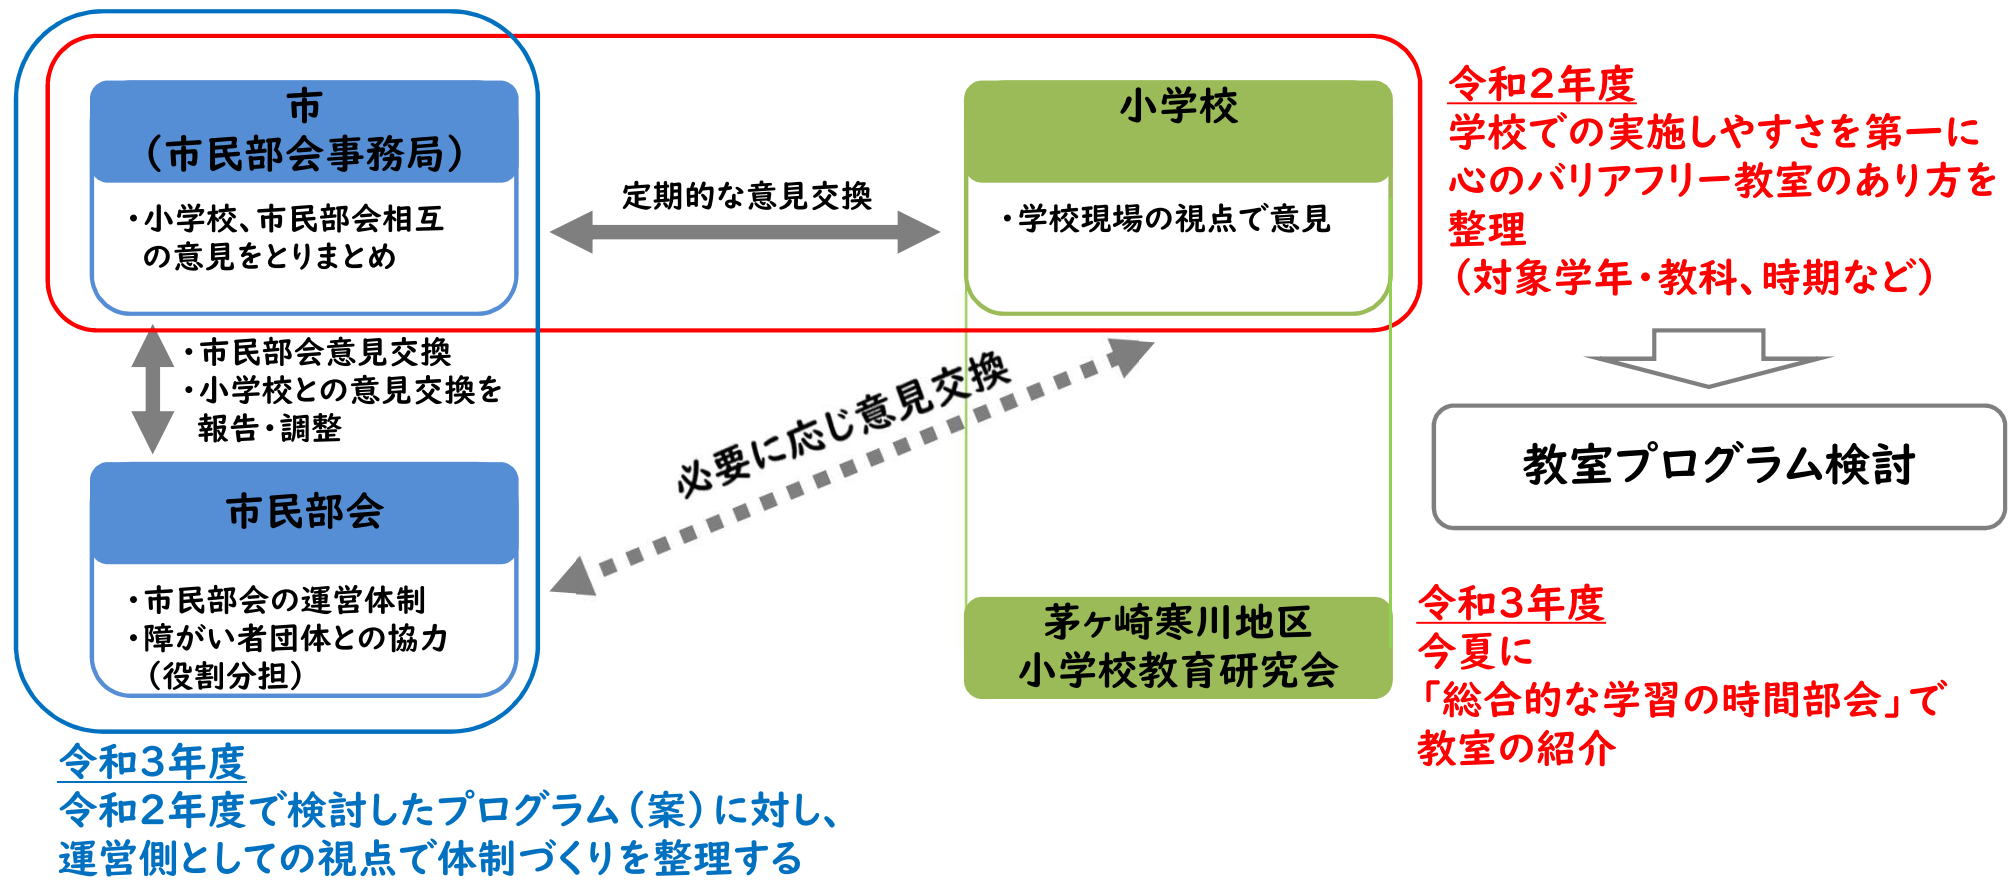 市
（市民部会事務局）
・小学校、市民部会相互
の意見をとりまとめ
定期的な意見交換
小学校
・学校現場の視点で意見
令和２年度
学校での実施しやすさを第一に
心のバリアフリー教室のあり方を
整理
（対象学年・教科、時期など）
・市民部会意見交換
・小学校との意見交換を
報告・調整
必要に応じ意見交換
教室プログラム検討
市民部会
・市民部会の運営体制
・障がい者団体との協力
（役割分担）
茅ヶ崎寒川地区
小学校教育研究会
令和３年度
今夏に
「総合的な学習の時間部会」で
教室の紹介
令和３年度
令和２年度で検討したプログラム（案）に対し、
運営側としての視点で体制づくりを整理する